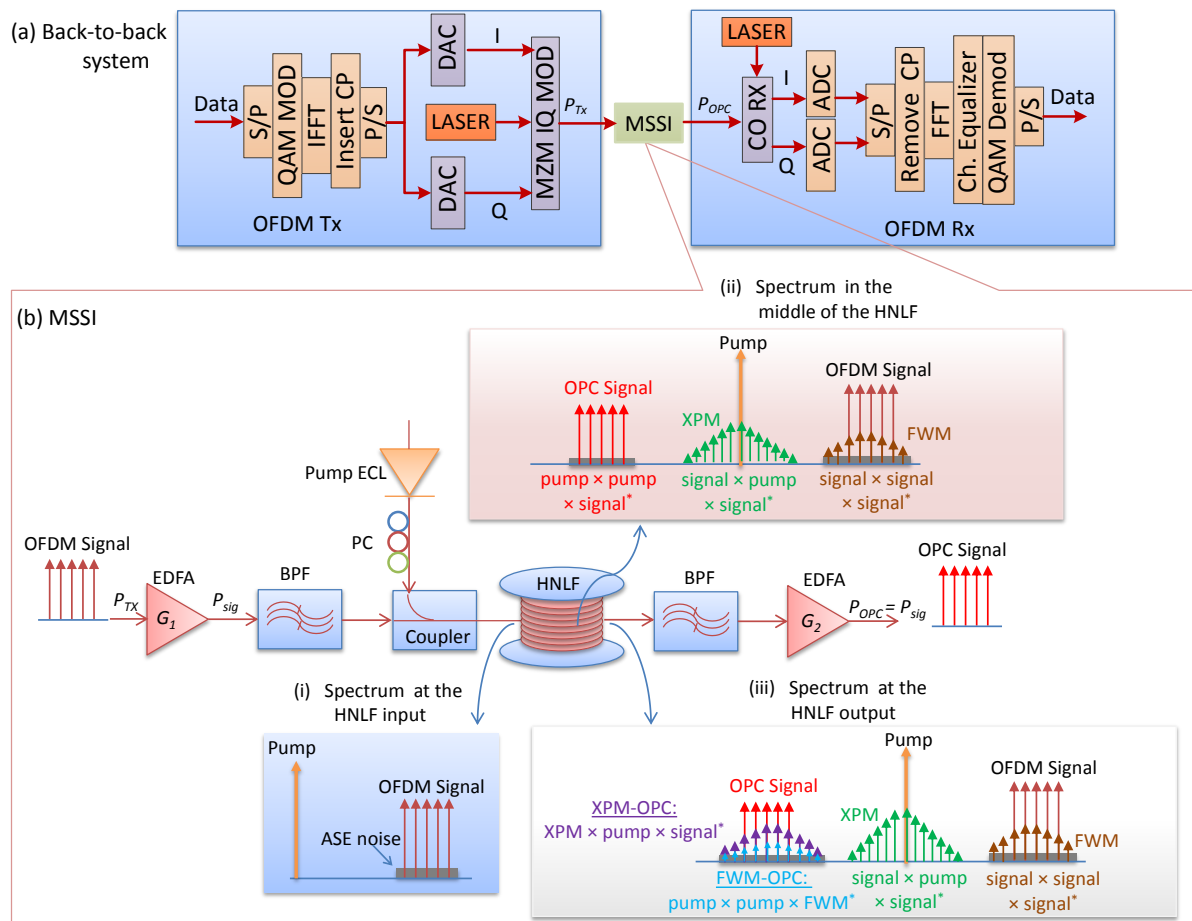 (a) Back-to-back
system
Data
S/P
QAM MOD
IFFT
Insert CP
P/S
DAC
I
LASER
DAC
Q
MZM IQ MOD
OFDM Tx
P_Tx
MSSI
P_OPC
LASER
CO RX
I
Q
ADC
ADC
S/P
Remove CP
FFT
Ch. Equalizer
QAM Demod
P/S
Data
OFDM Rx
(b) MSSI
(ii) Spectrum in the
middle of the HNLF
Pump
OPC Signal
XPM
OFDM Signal
FWM
pump × pump
× signal*
signal × pump
× signal*
signal × signal
× signal*
Pump ECL
PC
OFDM Signal
P_TX
EDFA
G_1
P_sig
BPF
Coupler
HNLF
BPF
EDFA
G_2
P_OPC = P_sig
OPC Signal
(i) Spectrum at the
HNLF input
Pump
OFDM Signal
ASE noise
(iii) Spectrum at the
HNLF output
Pump
OPC Signal
XPM-OPC:
XPM × pump × signal*
XPM
OFDM Signal
FWM
FWM-OPC:
pump × pump × FWM*
signal × pump
× signal*
signal × signal
× signal*